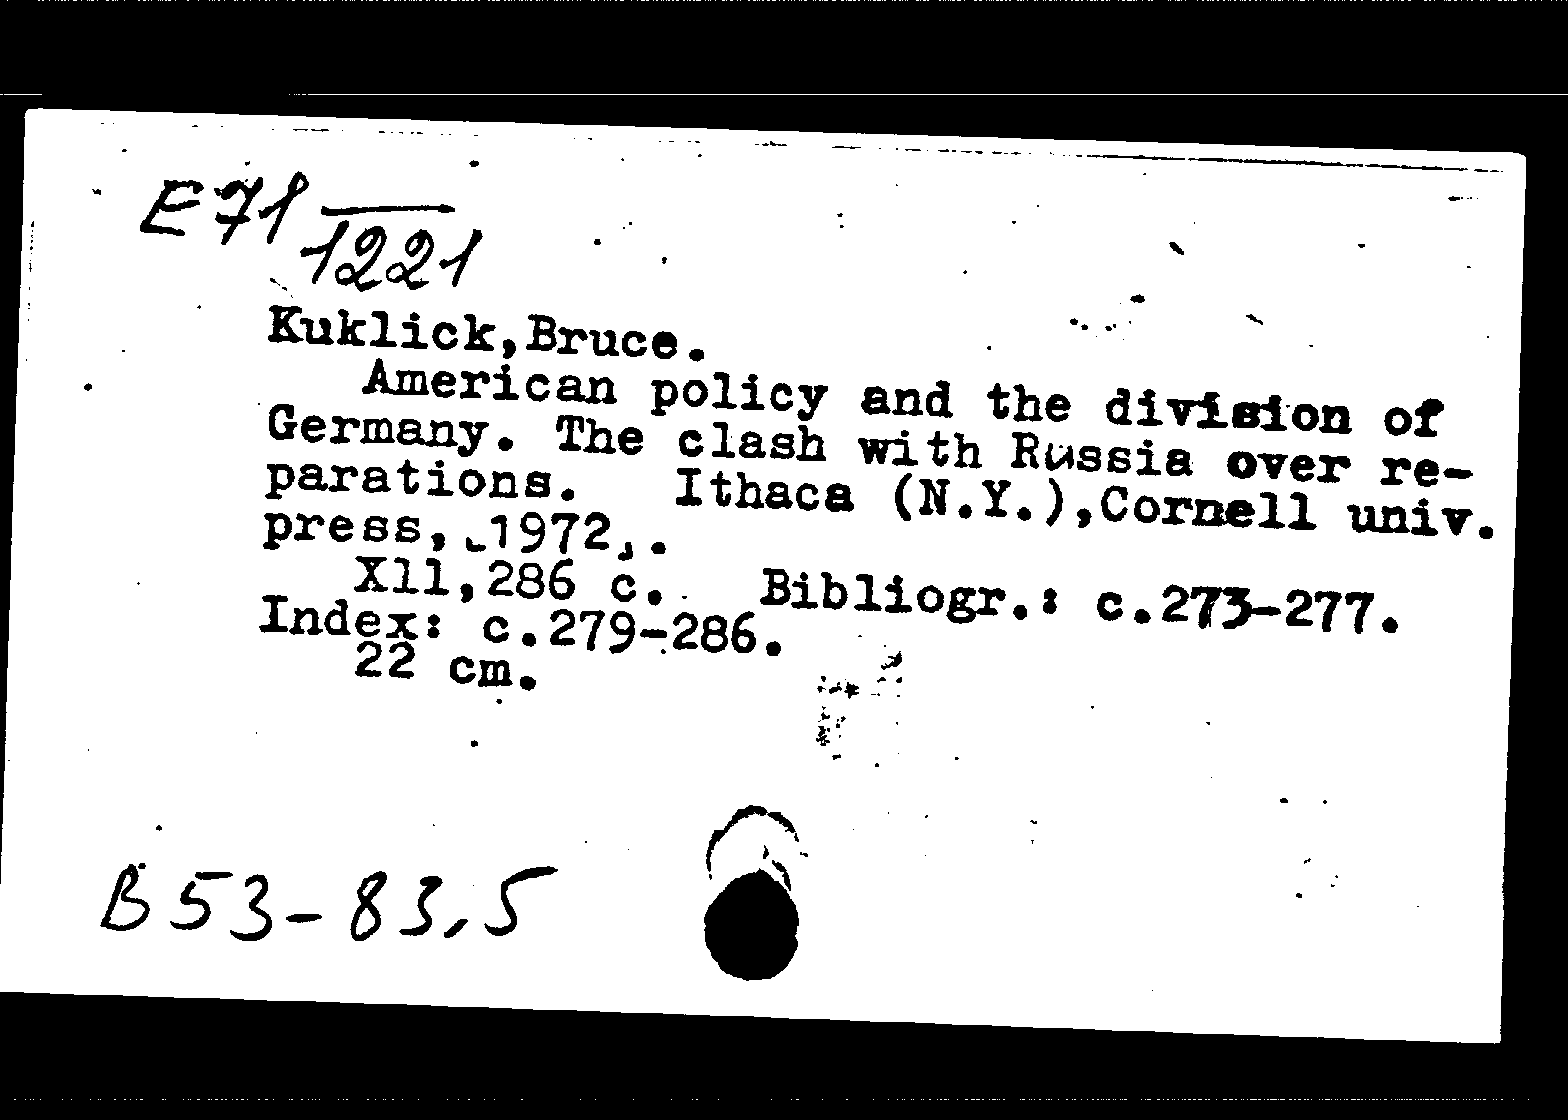 E71 1221
Kuklick,Bruce.
American policy and the division of
Germany. The clash with Russia over re-
parations. Ithaca (N.Y.),Cornell univ.
press, ⌞1972⌟.
X11,286 c. Bibliogr.: c.273-277.
Index: c.279-286.
22 cm.
B53-83,5